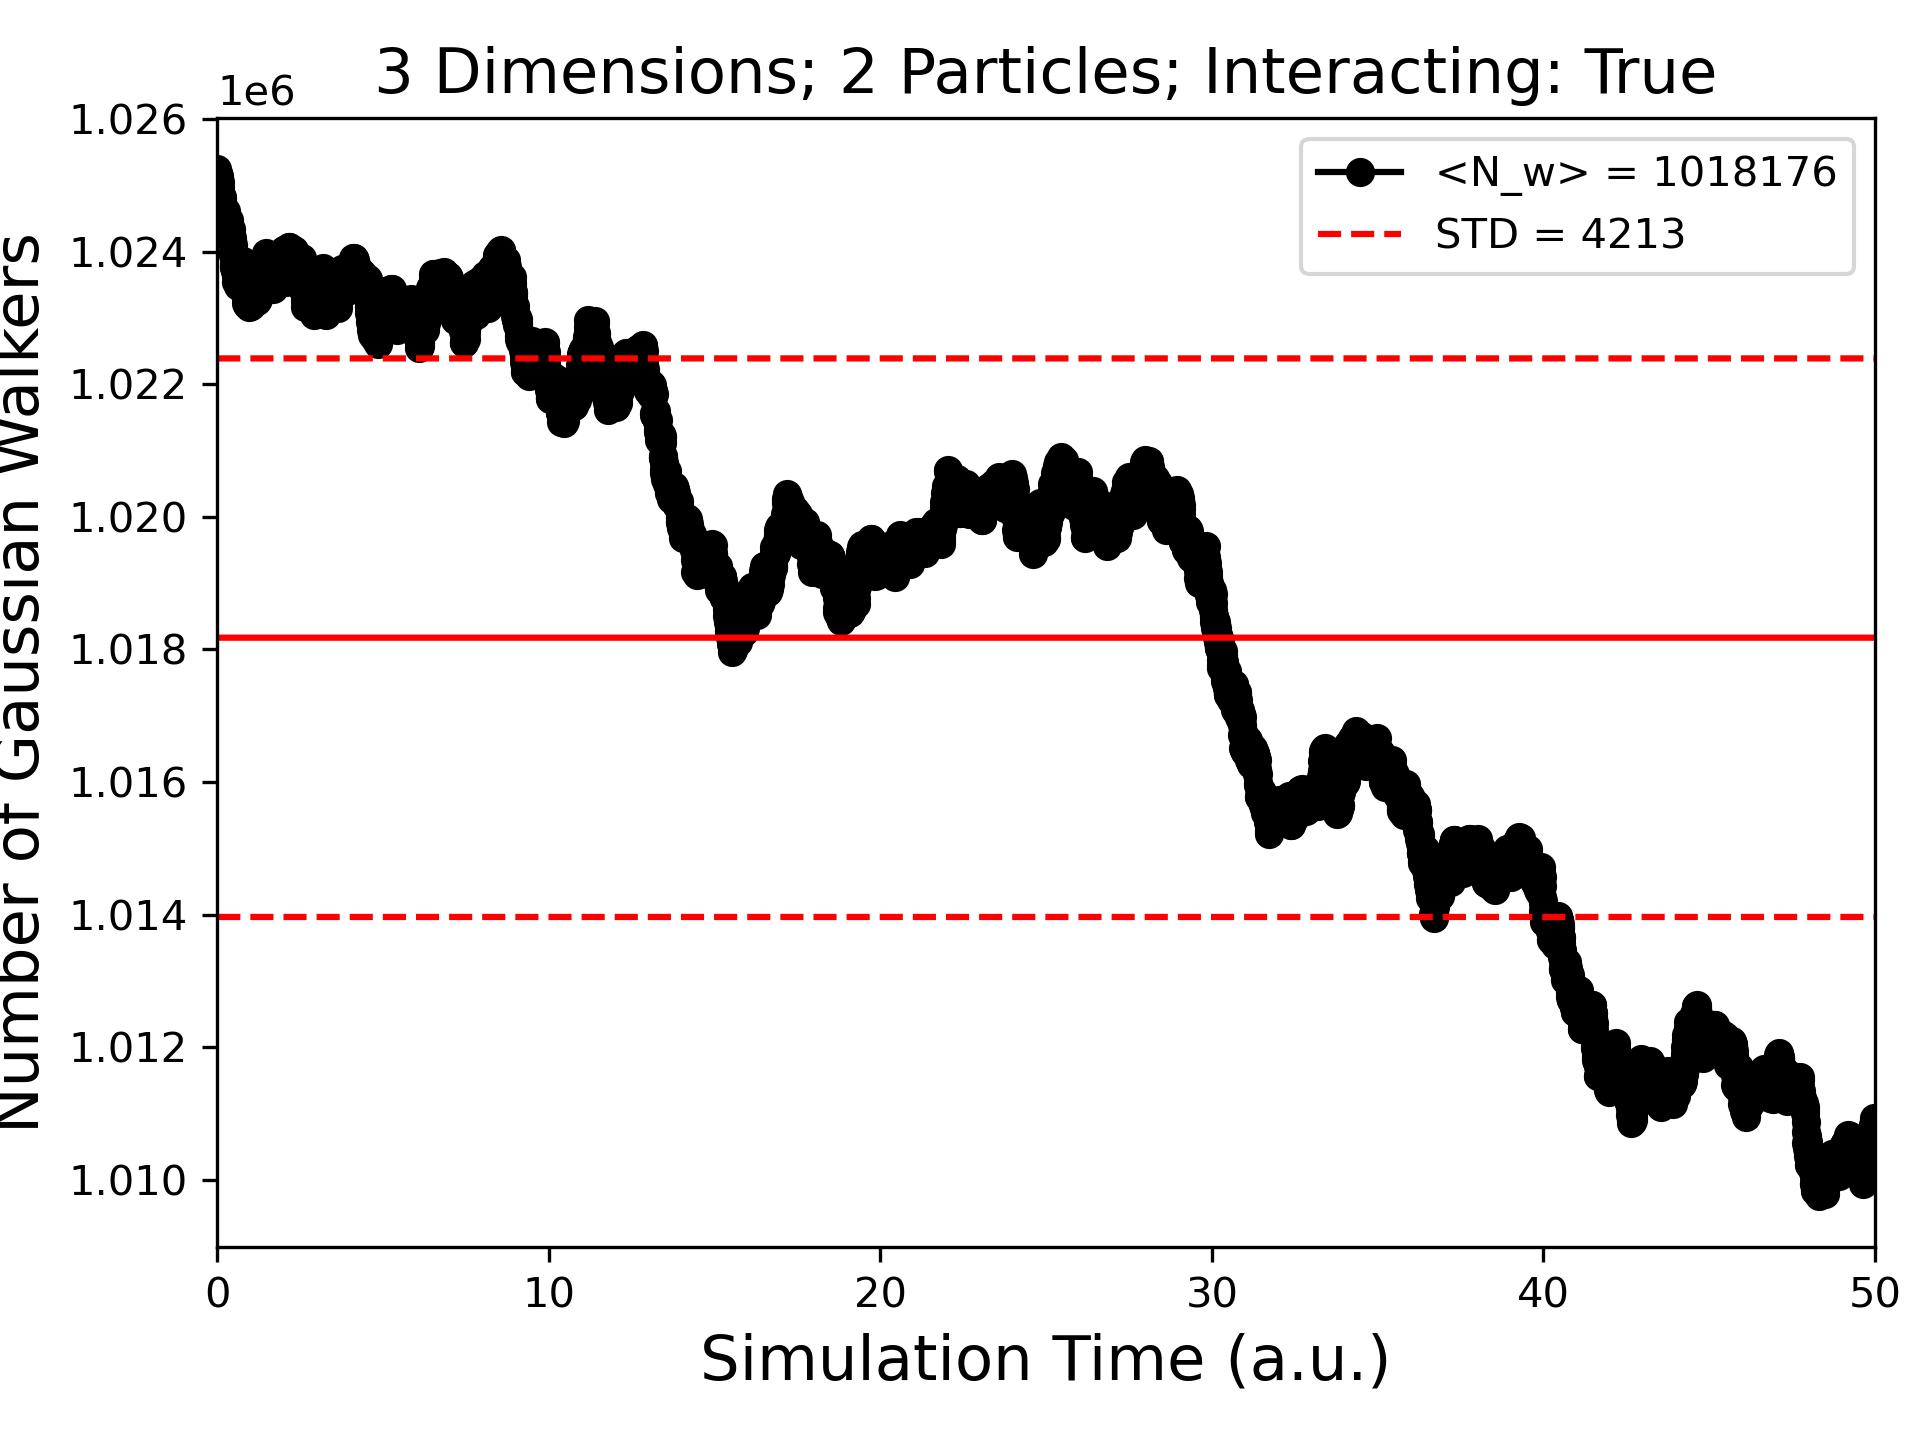 3 Dimensions; 2 Particles; Interacting: True
1e6
1.026
1.024
1.022
1.020
1.018
1.016
1.014
1.012
1.010
Number of Gaussian Walkers
<N_w> = 1018176
STD = 4213
0 10 20 30 40 50
Simulation Time (a.u.)